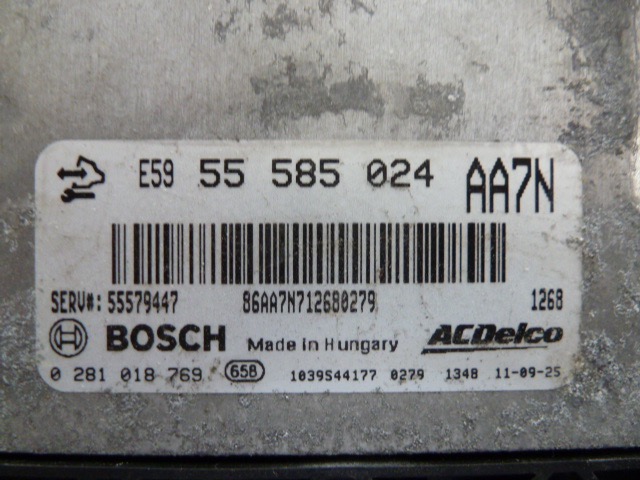 E59 55 585 024 AA7N
SERV#: 55579447 86AA7N712680279 1268
BOSCH Made in Hungary ACDelco
0 281 018 769 658 1039S44177 0279 1348 11-09-25